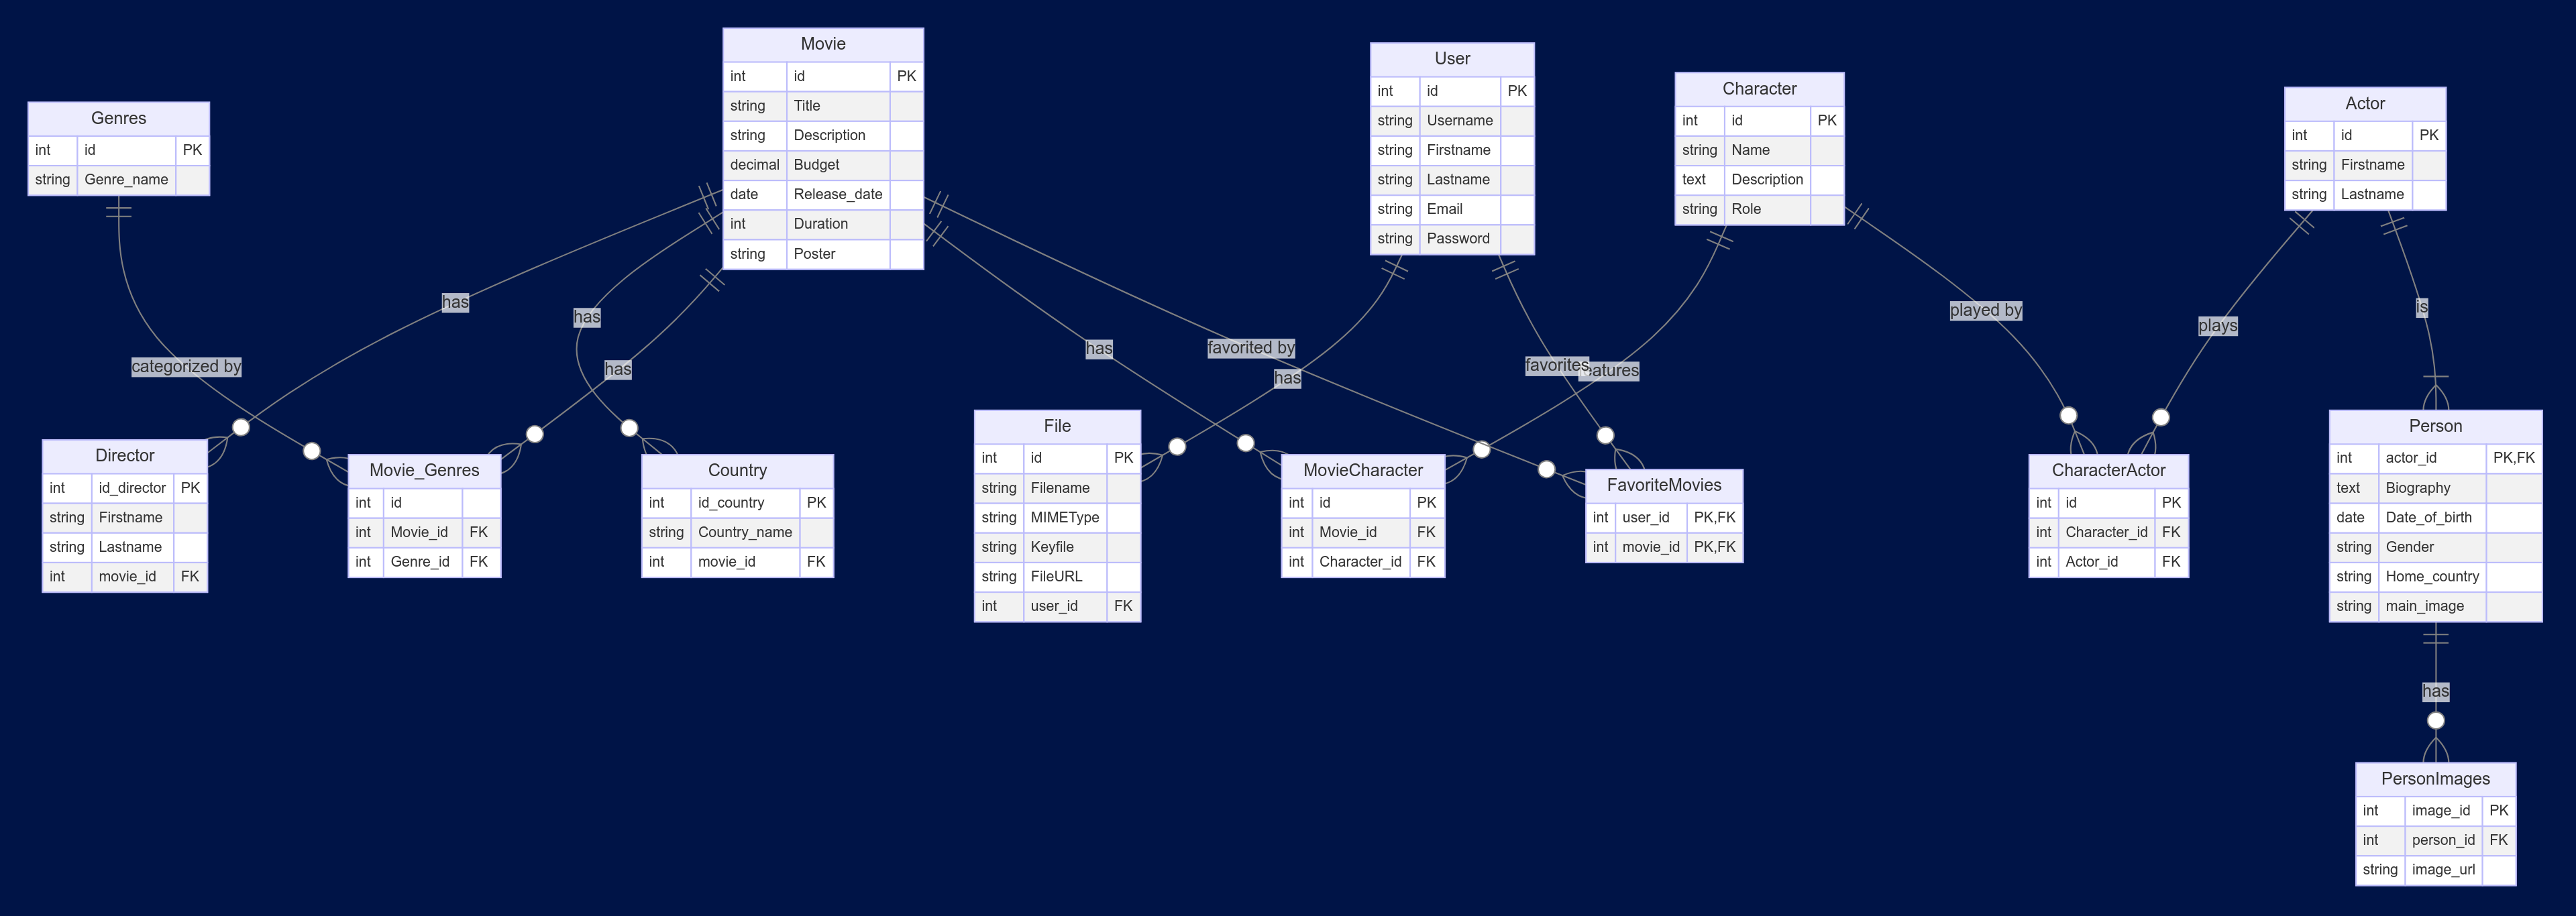 Movie
int id PK
string Title
string Description
decimal Budget
date Release_date
int Duration
string Poster
User
int id PK
string Username
string Firstname
string Lastname
string Email
string Password
Character
int id PK
string Name
text Description
string Role
Actor
int id PK
string Firstname
string Lastname
Genres
int id PK
string Genre_name
has
has
has
categorized by
has
favorited by
has
favorites
played by
plays
is
Director
int id_director PK
string Firstname
string Lastname
int movie_id FK
Movie_Genres
int id
int Movie_id FK
int Genre_id FK
Country
int id_country PK
string Country_name
int movie_id FK
File
int id PK
string Filename
string MIMEType
string Keyfile
string FileURL
int user_id FK
MovieCharacter
int id PK
int Movie_id FK
int Character_id FK
FavoriteMovies
int user_id PK,FK
int movie_id PK,FK
CharacterActor
int id PK
int Character_id FK
int Actor_id FK
Person
int actor_id PK,FK
text Biography
date Date_of_birth
string Gender
string Home_country
string main_image
has
PersonImages
int image_id PK
int person_id FK
string image_url